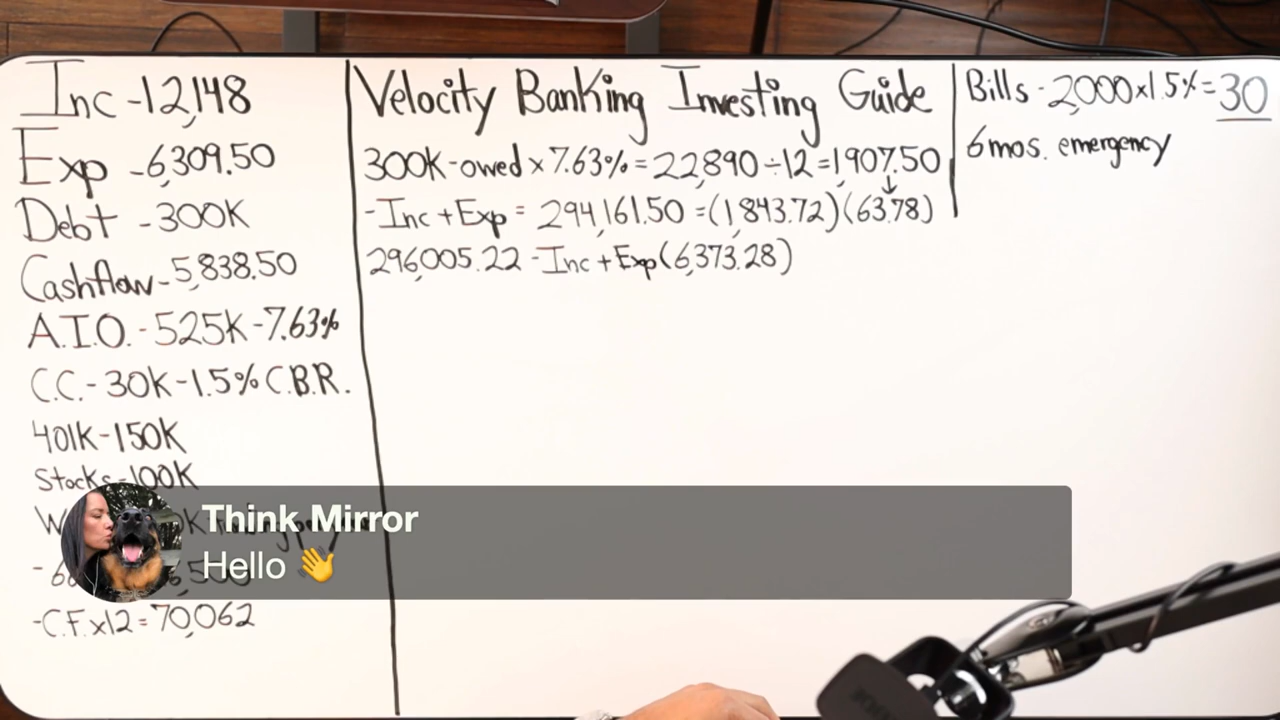 Inc -12,148
Exp -6,309.50
Debt -300K
Cashflow -5,838.50
A.I.O. -525K-7.63%
C.C.- 30K-1.5% C.B.R.
401K-150K
Stocks-100K
-C.F.x12=70,062
Velocity Banking Investing Guide
300K-owed x 7.63% = 22,890 ÷12 = 1,907.50
-Inc + Exp = 294,161.50 = (1,843.72) (63.78)
296,005.22 -Inc + Exp (6,373.28)
Bills - 2,000x1.5% = 30
6 mos. emergency
Think Mirror
Hello 👋